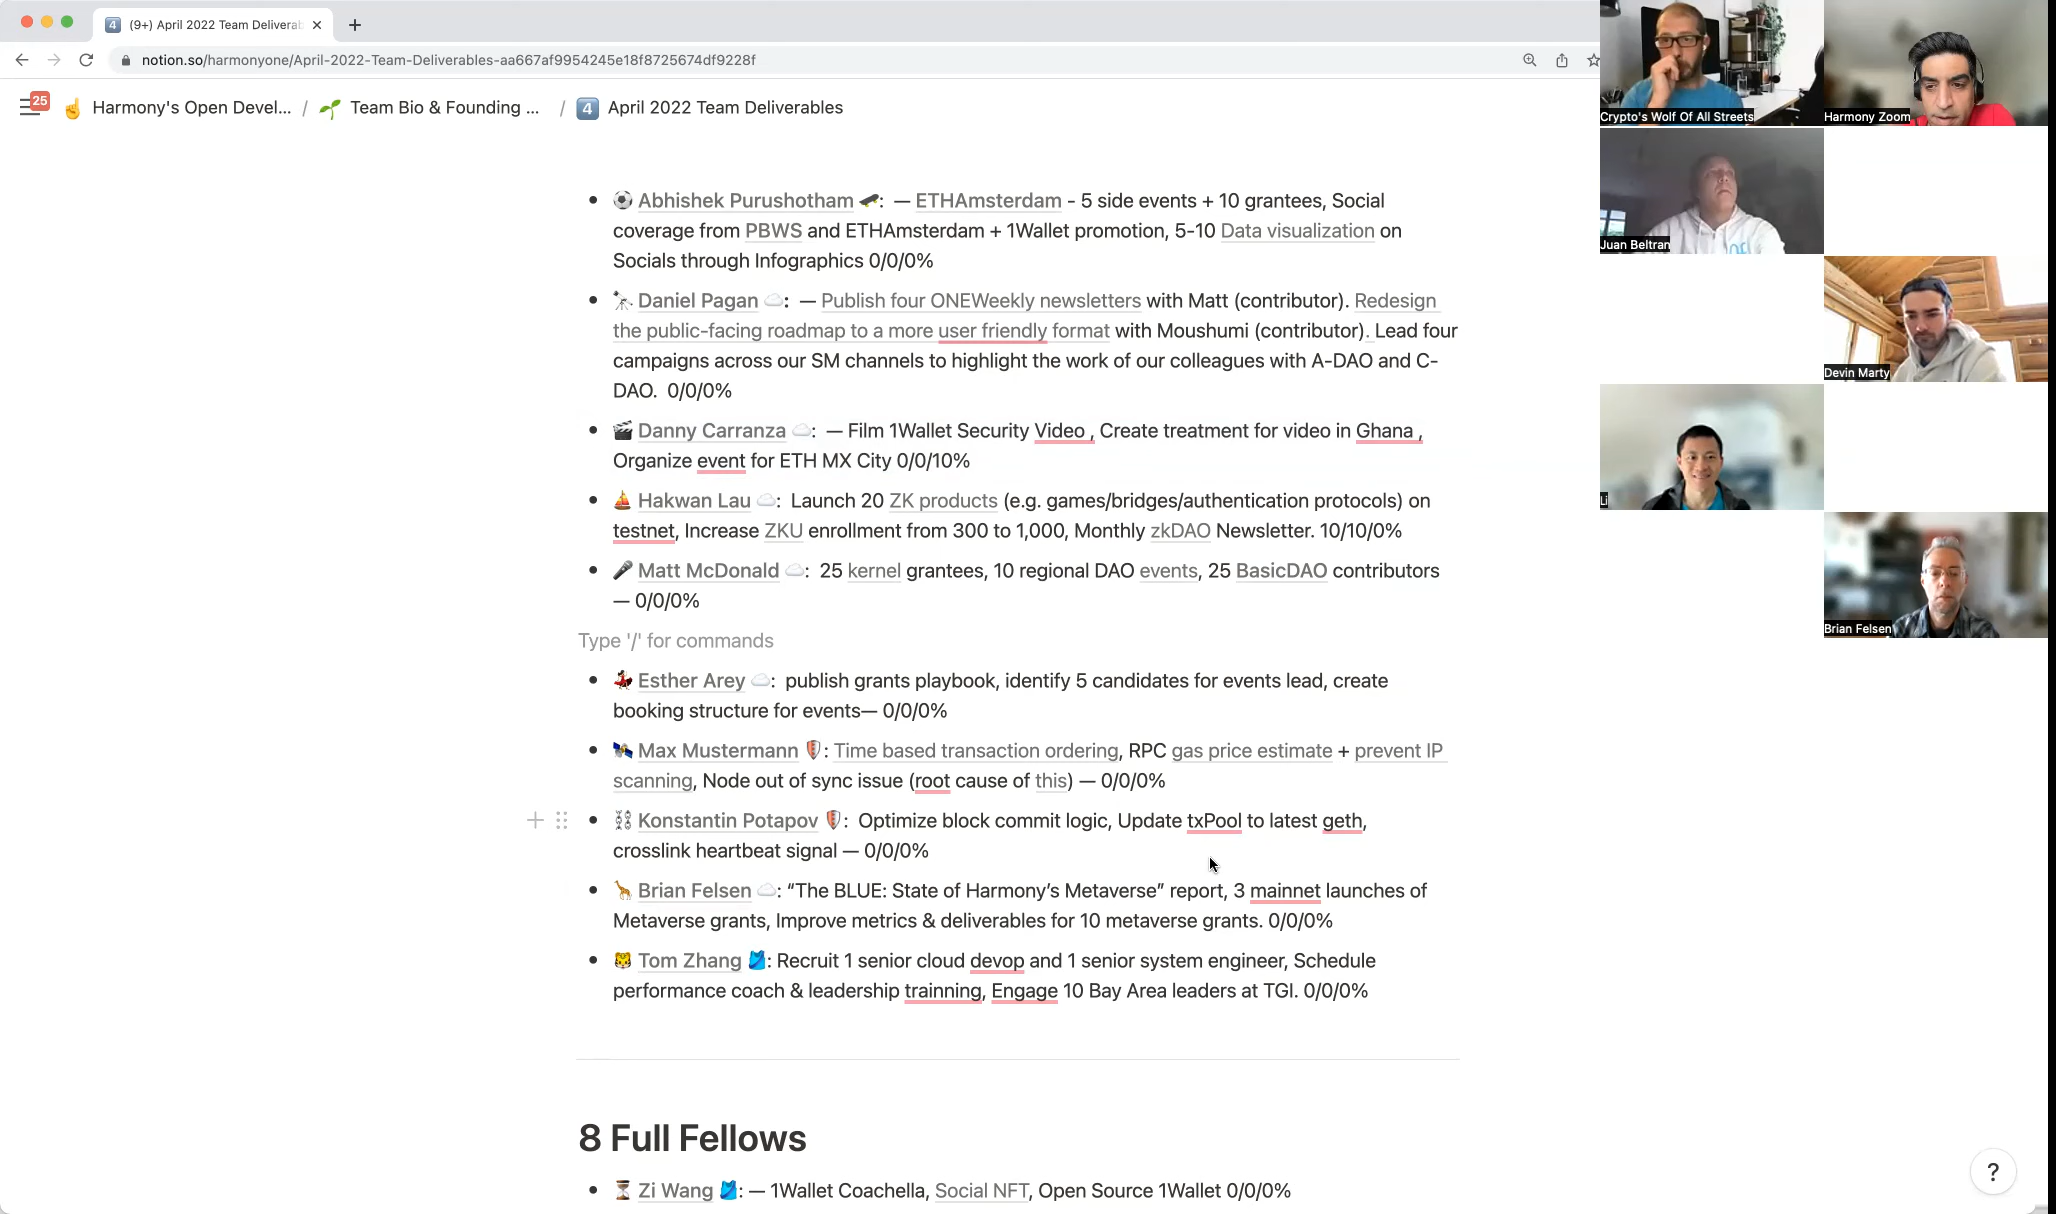 (9+) April 2022 Team Delivera
notion.so/harmonyone/April-2022-Team-Deliverables-aa667af9954245e18f8725674df9228f
25
Harmony's Open Devel... / Team Bio & Founding ... / 4 April 2022 Team Deliverables
Abhishek Purushotham : — ETHAmsterdam - 5 side events + 10 grantees, Social
coverage from PBWS and ETHAmsterdam + 1Wallet promotion, 5-10 Data visualization on
Socials through Infographics 0/0/0%
Daniel Pagan : — Publish four ONEWeekly newsletters with Matt (contributor). Redesign
the public-facing roadmap to a more user friendly format with Moushumi (contributor). Lead four
campaigns across our SM channels to highlight the work of our colleagues with A-DAO and C-
DAO. 0/0/0%
Danny Carranza : — Film 1Wallet Security Video , Create treatment for video in Ghana ,
Organize event for ETH MX City 0/0/10%
Hakwan Lau : Launch 20 ZK products (e.g. games/bridges/authentication protocols) on
testnet, Increase ZKU enrollment from 300 to 1,000, Monthly zkDAO Newsletter. 10/10/0%
Matt McDonald : 25 kernel grantees, 10 regional DAO events, 25 BasicDAO contributors
— 0/0/0%
Type '/' for commands
Esther Arey : publish grants playbook, identify 5 candidates for events lead, create
booking structure for events— 0/0/0%
Max Mustermann : Time based transaction ordering, RPC gas price estimate + prevent IP
scanning, Node out of sync issue (root cause of this) — 0/0/0%
Konstantin Potapov : Optimize block commit logic, Update txPool to latest geth,
crosslink heartbeat signal — 0/0/0%
Brian Felsen : “The BLUE: State of Harmony’s Metaverse” report, 3 mainnet launches of
Metaverse grants, Improve metrics & deliverables for 10 metaverse grants. 0/0/0%
Tom Zhang : Recruit 1 senior cloud devop and 1 senior system engineer, Schedule
performance coach & leadership trainning, Engage 10 Bay Area leaders at TGI. 0/0/0%
8 Full Fellows
Zi Wang : — 1Wallet Coachella, Social NFT, Open Source 1Wallet 0/0/0%
?
Crypto's Wolf Of All Streets
Harmony Zoom
Juan Beltran
Devin Marty
Li
Brian Felsen